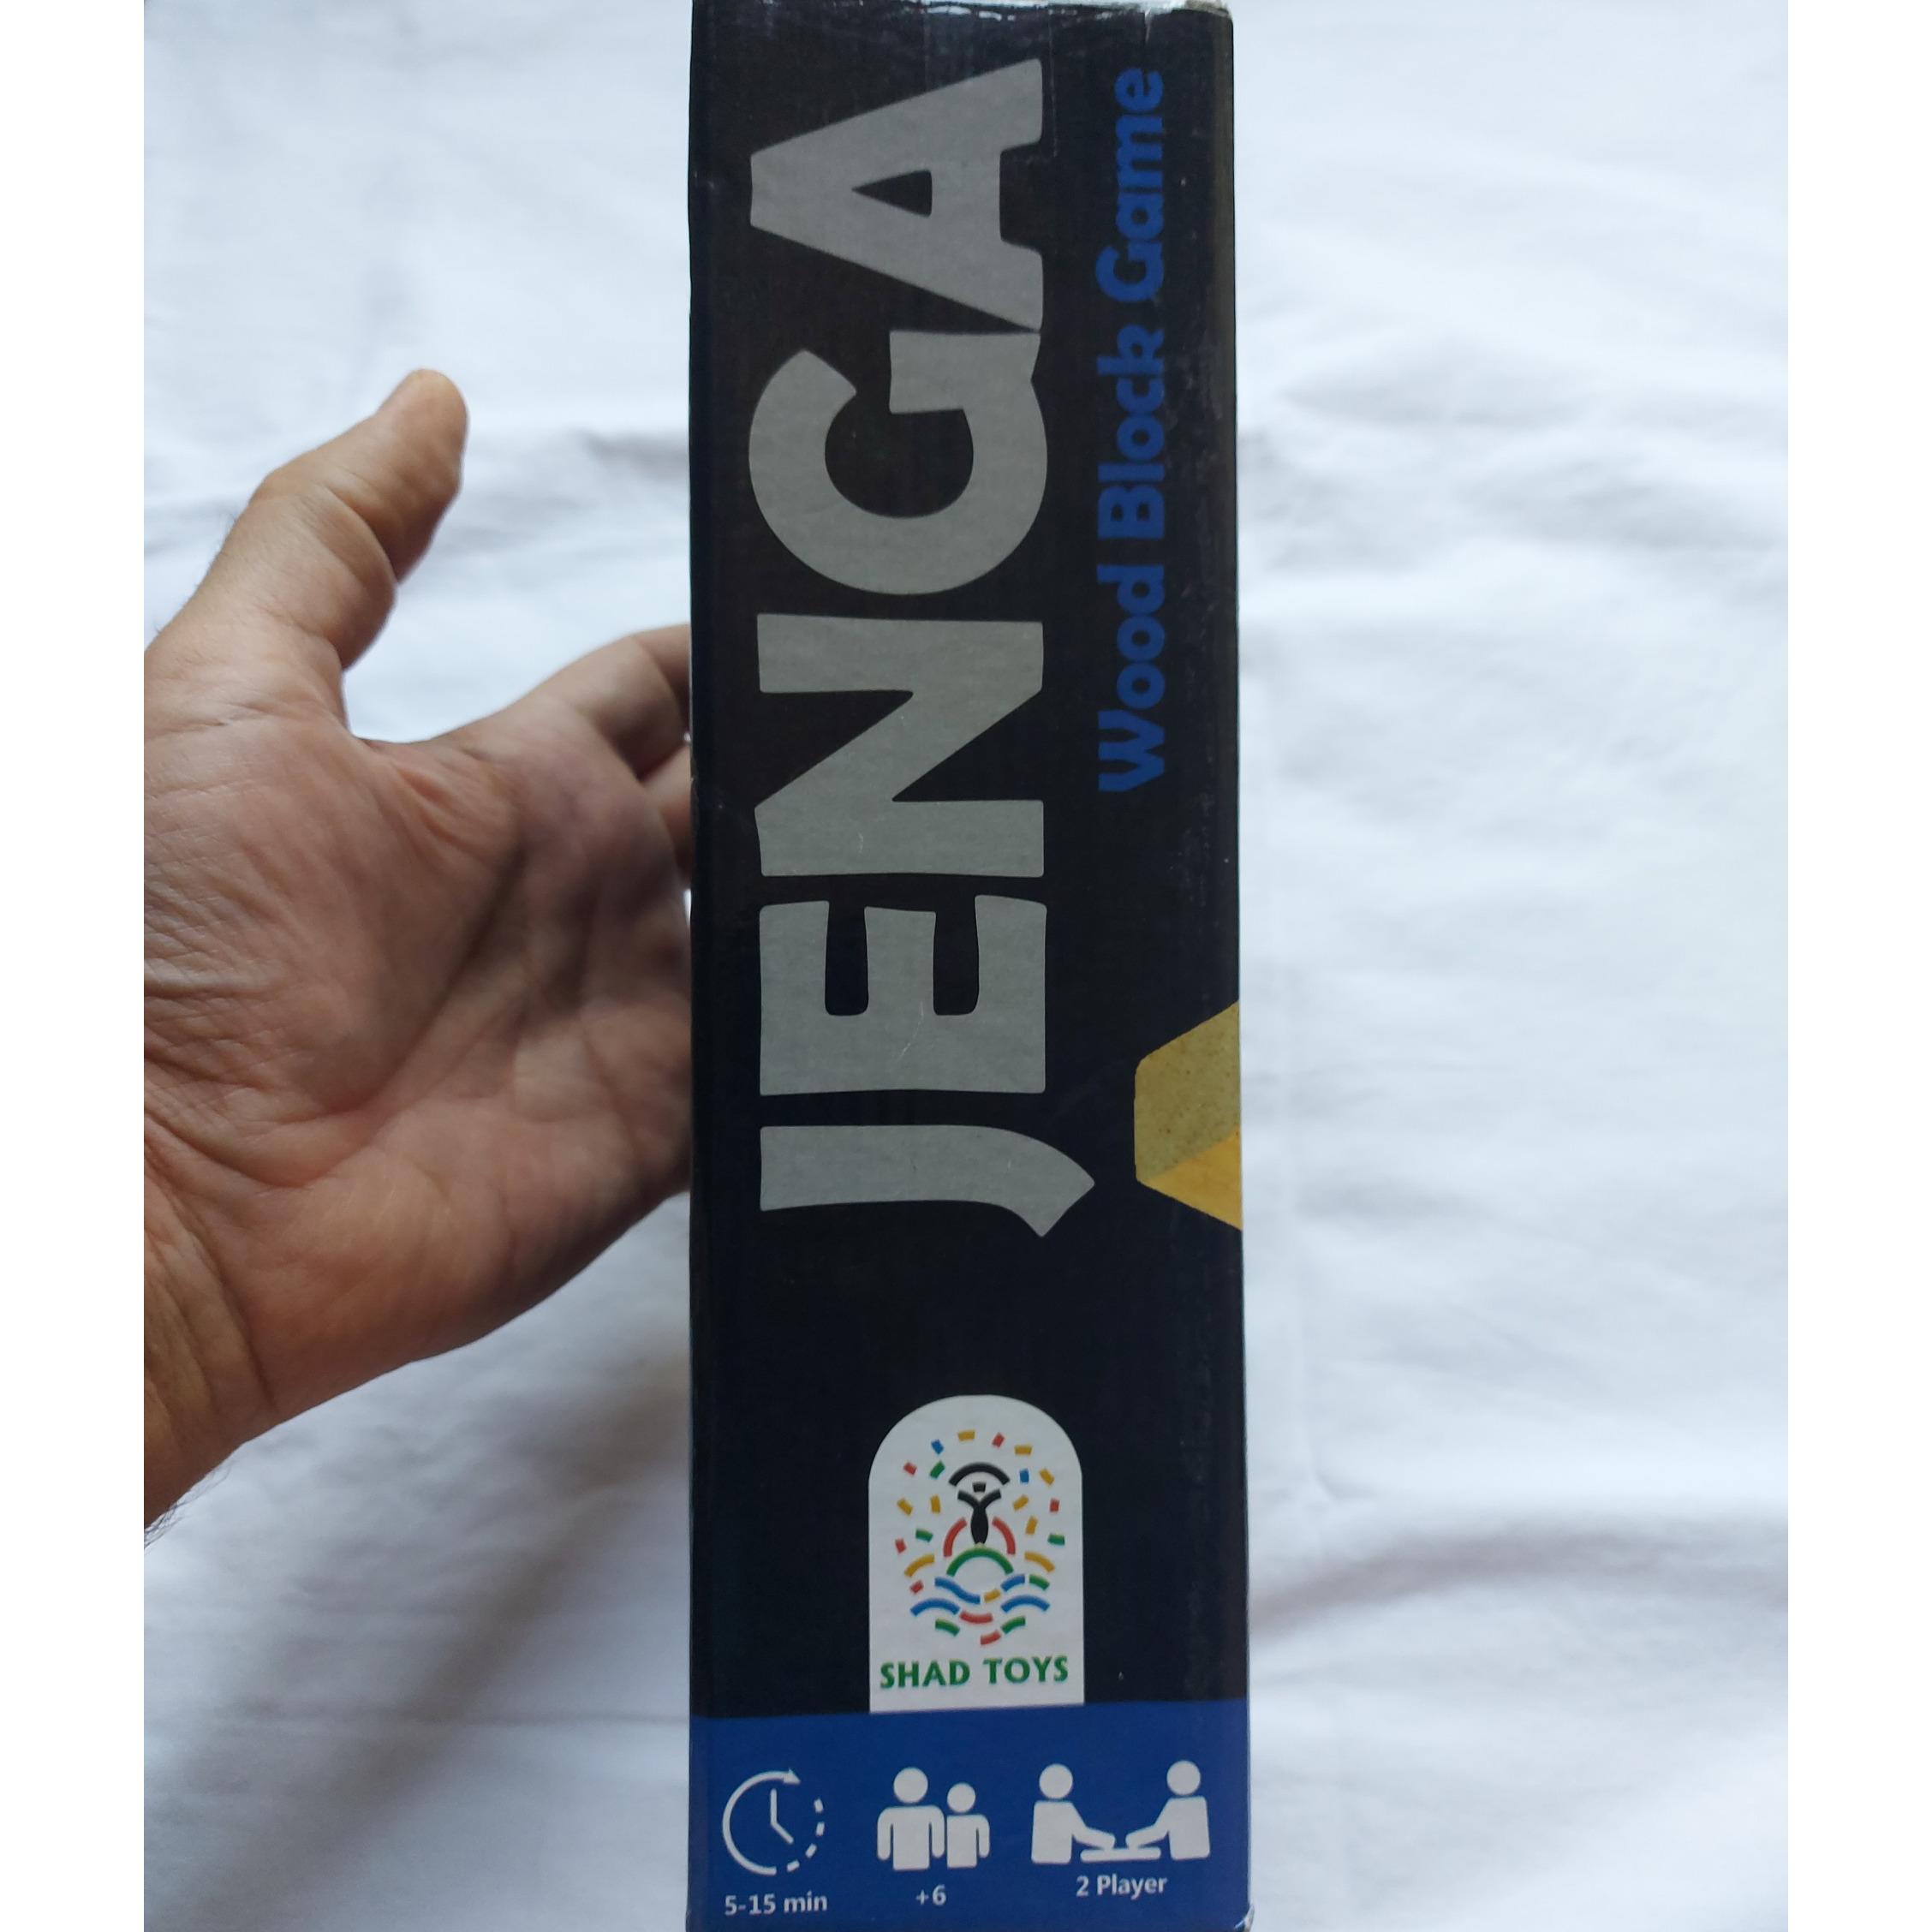 JENGA
Wood Block Game
SHAD TOYS
5-15 min
+6
2 Player